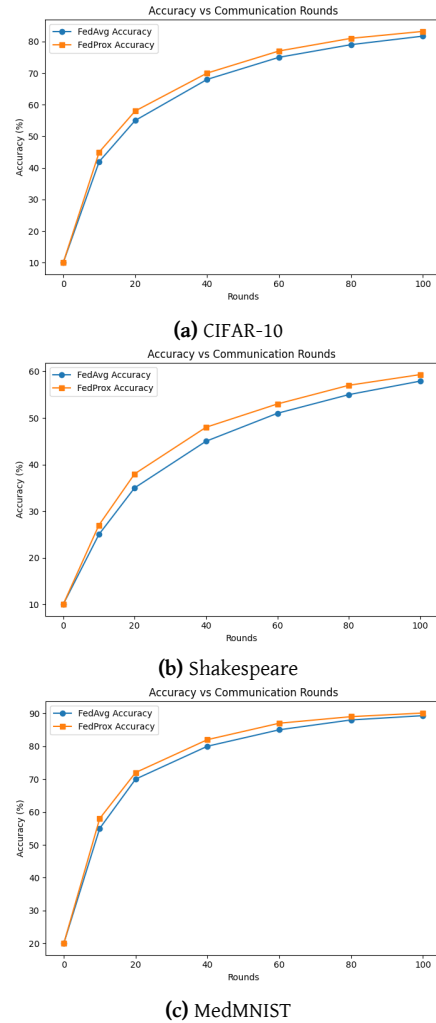 Accuracy vs Communication Rounds
FedAvg Accuracy
FedProx Accuracy
80
70
60
50
40
30
20
10
Accuracy (%)
0 20 40 60 80 100
Rounds
(a) CIFAR-10
Accuracy vs Communication Rounds
FedAvg Accuracy
FedProx Accuracy
60
50
40
30
20
10
Accuracy (%)
0 20 40 60 80 100
Rounds
(b) Shakespeare
Accuracy vs Communication Rounds
FedAvg Accuracy
FedProx Accuracy
90
80
70
60
50
40
30
20
Accuracy (%)
0 20 40 60 80 100
Rounds
(c) MedMNIST